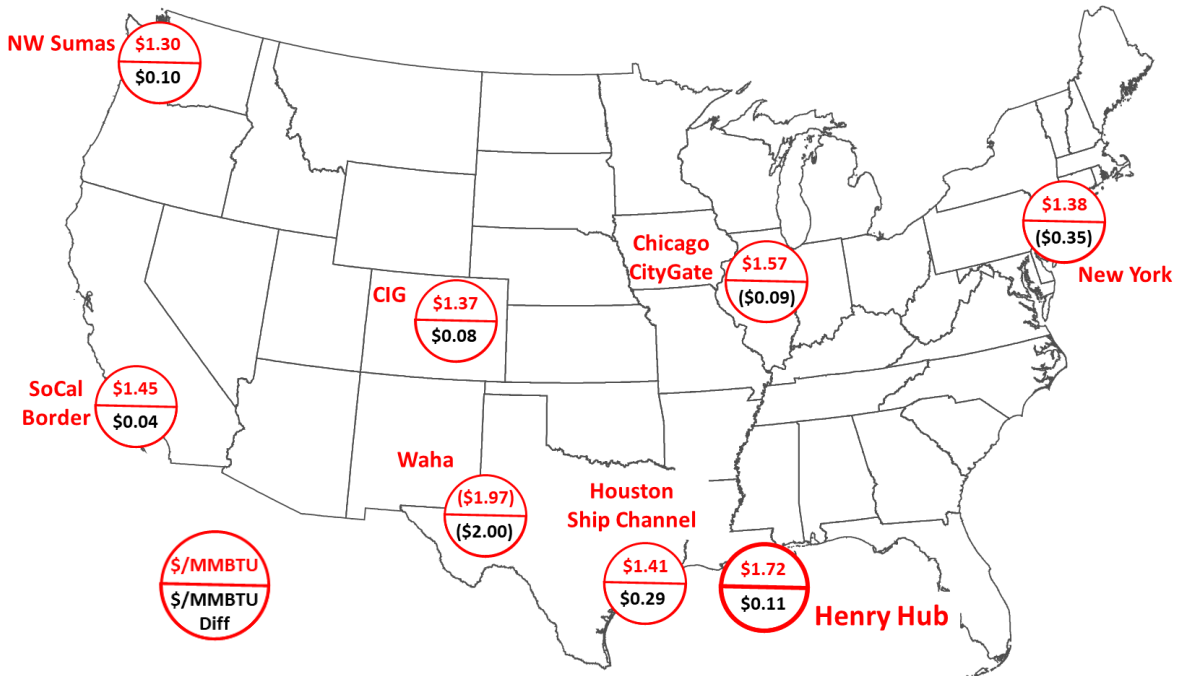 NW Sumas
$1.30
$0.10
$1.38
($0.35)
New York
Chicago
CityGate
$1.57
($0.09)
CIG
$1.37
$0.08
SoCal
Border
$1.45
$0.04
Waha
($1.97)
($2.00)
Houston
Ship Channel
$1.41
$0.29
$1.72
$0.11
Henry Hub
$/MMBTU
$/MMBTU
Diff